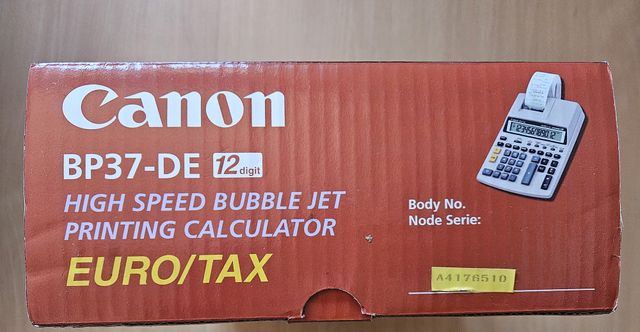 Canon
BP37-DE 12 digit
HIGH SPEED BUBBLE JET
PRINTING CALCULATOR
EURO/TAX
Body No.
Node Serie:
A4176510